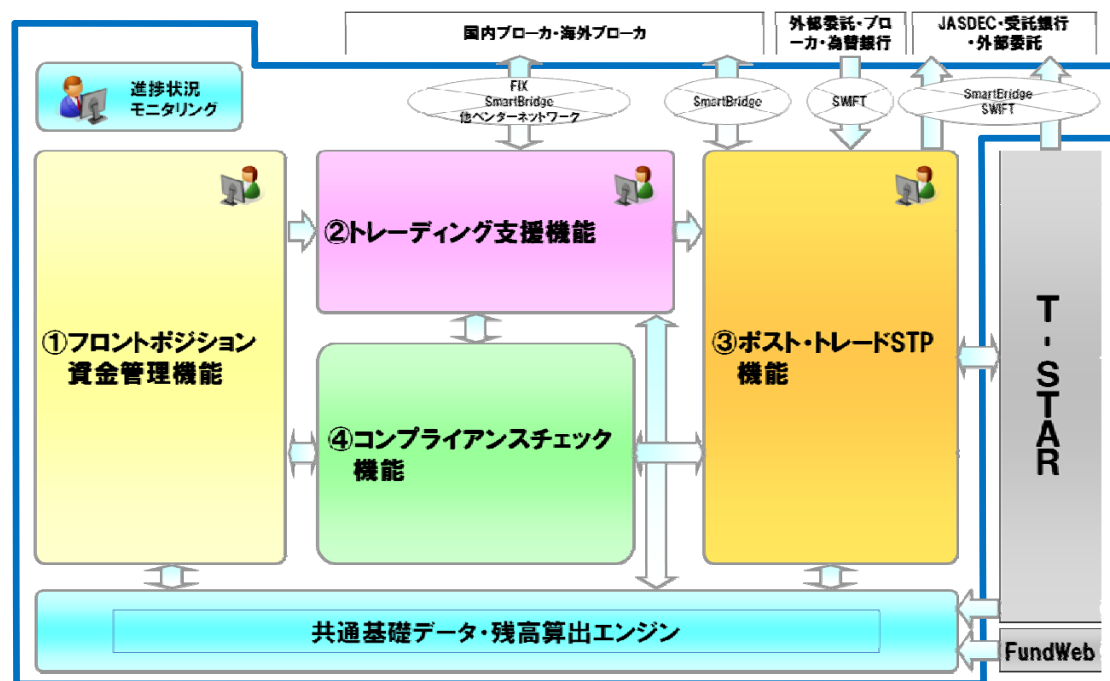 国内ブローカ・海外ブローカ
外部委託・ブロ
ーカ・為替銀行
JASDEC・受託銀行
・外部委託
進捗状況
モニタリング
FIX
SmartBridge
他ベンターネットワーク
SmartBridge
SWIFT
SmartBridge
SWIFT
①フロントポジション
資金管理機能
②トレーディング支援機能
③ポスト・トレードSTP
機能
④コンプライアンスチェック
機能
T-STAR
共通基礎データ・残高算出エンジン
FundWeb